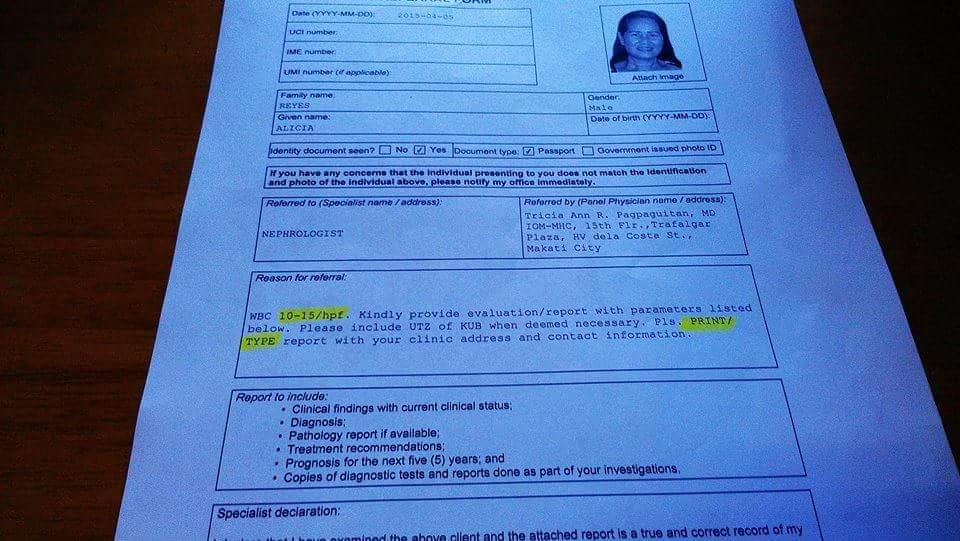 FORM
Date (YYYY-MM-DD): 2015-04-05
UCI number:
IME number:
UMI number (if applicable):
Attach image
Family name:
REYES
Gender:
Male
Given name:
ALICIA
Date of birth (YYYY-MM-DD):
Identity document seen? No Yes Document type: Passport Government issued photo ID
If you have any concerns that the individual presenting to you does not match the identification
and photo of the individual above, please notify my office immediately.
Referred to (Specialist name / address):
NEPHROLOGIST
Referred by (Panel Physician name / address):
Tricia Ann R. Pagpaguitan, MD
IOM-MHC, 15th Flr.,Trafalgar
Plaza, HV dela Costa St.,
Makati City
Reason for referral:
WBC 10-15/hpf. Kindly provide evaluation/report with parameters listed
below. Please include UTZ of KUB when deemed necessary. Pls. PRINT/
TYPE report with your clinic address and contact information.
Report to include:
• Clinical findings with current clinical status;
• Diagnosis;
• Pathology report if available;
• Treatment recommendations;
• Prognosis for the next five (5) years; and
• Copies of diagnostic tests and reports done as part of your investigations.
Specialist declaration:
I declare that I have examined the above client and the attached report is a true and correct record of my